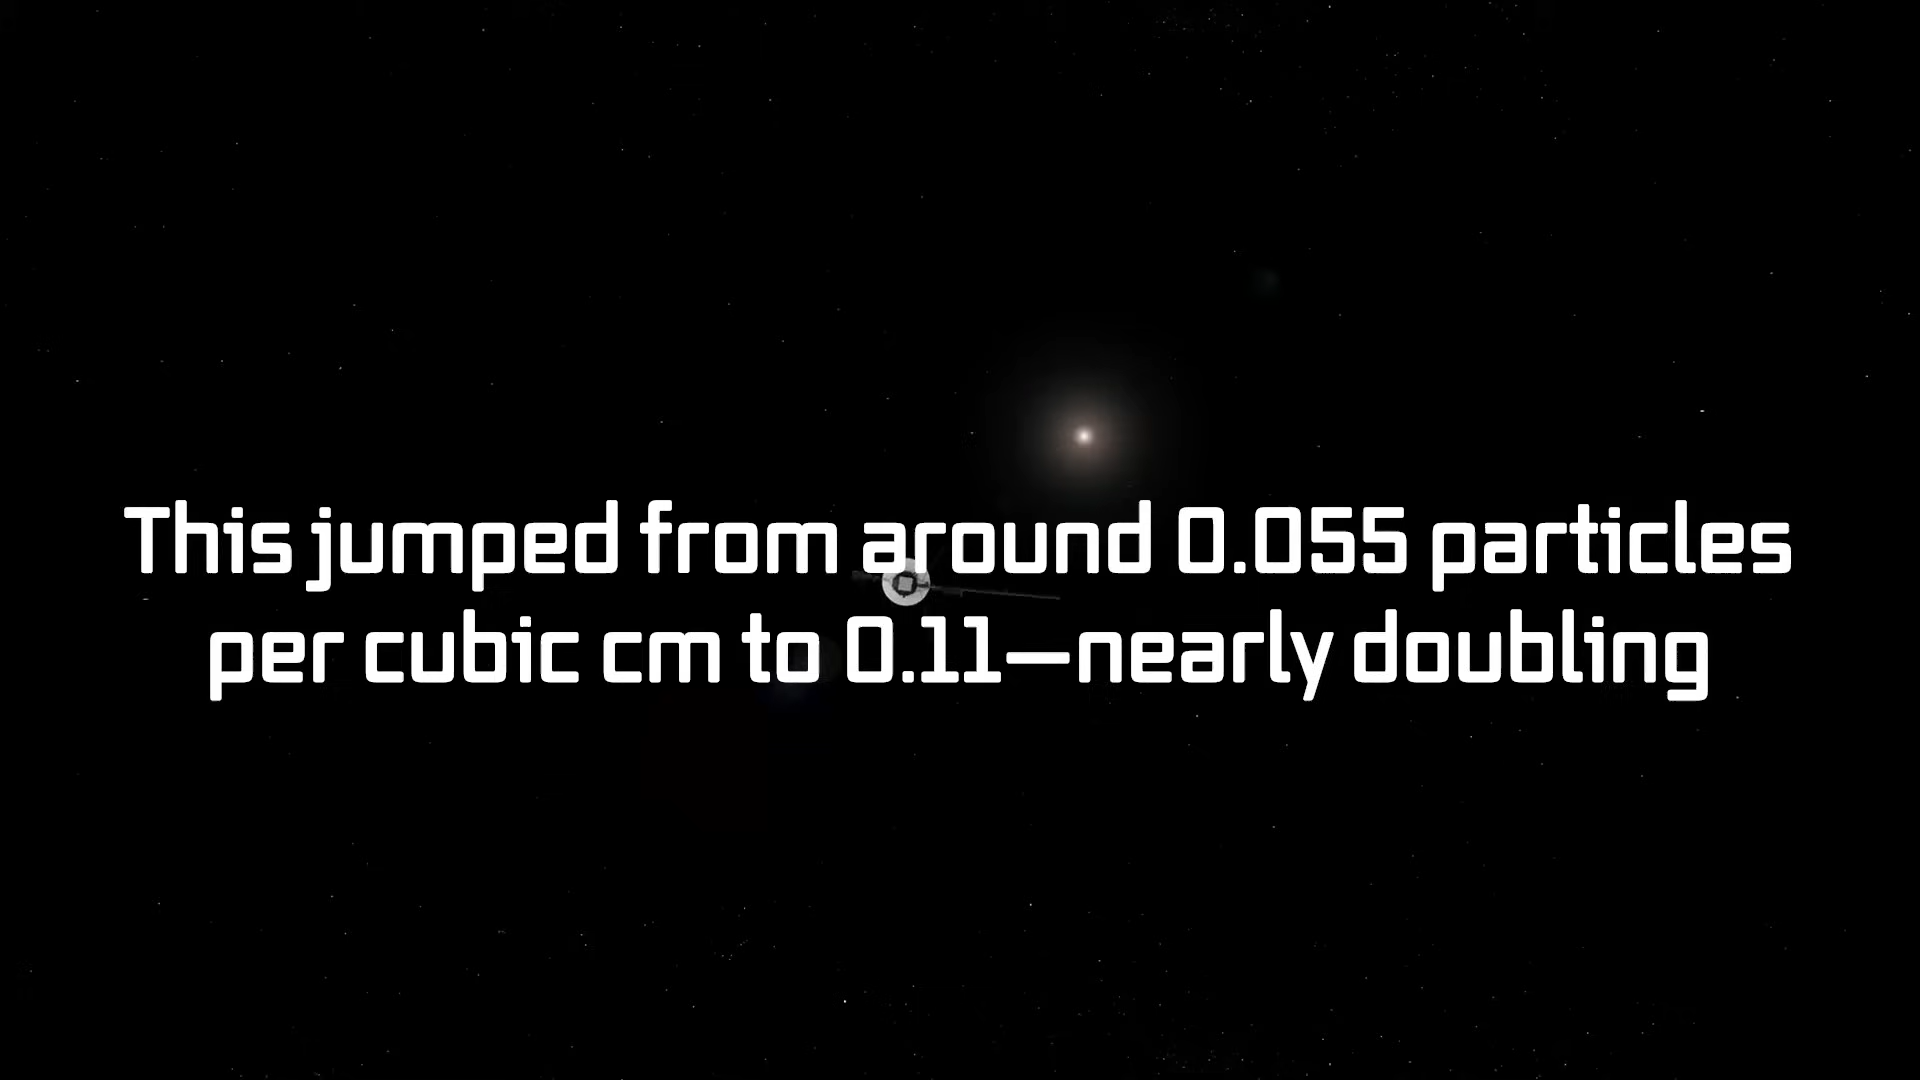 This jumped from around 0.055 particles
per cubic cm to 0.11—nearly doubling